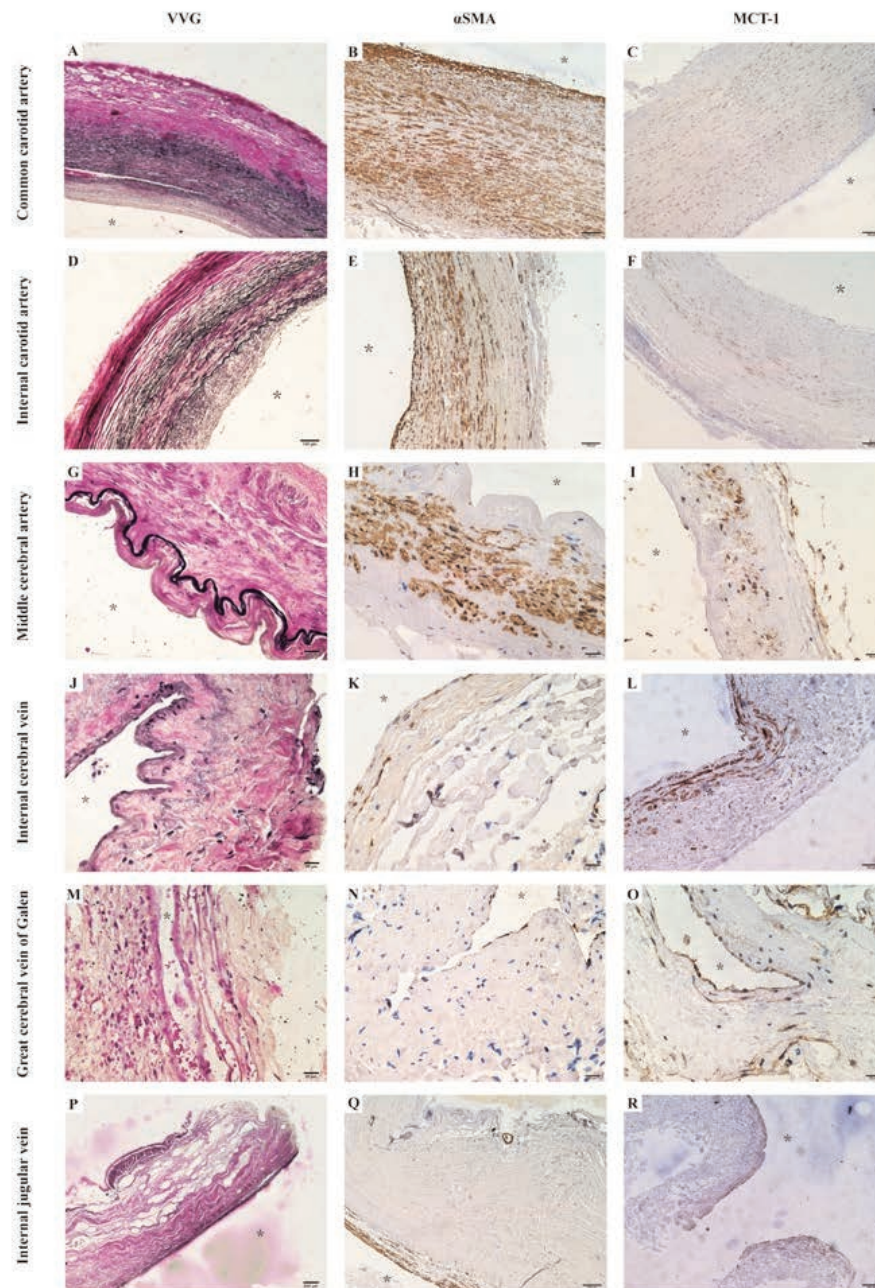 VVG αSMA MCT-1
Common carotid artery
A B C
* * *
Internal carotid artery
D E F
* * *
Middle cerebral artery
G H I
* * *
Internal cerebral vein
J K L
* * *
Great cerebral vein of Galen
M N O
* * *
Internal jugular vein
P Q R
* * *